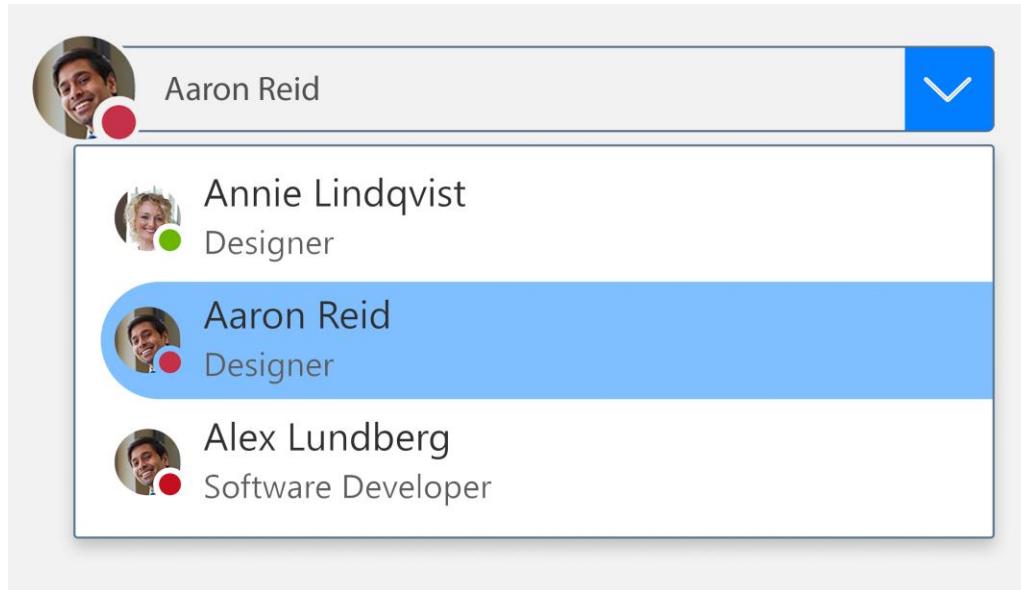 Aaron Reid
Annie Lindqvist
Designer
Aaron Reid
Designer
Alex Lundberg
Software Developer